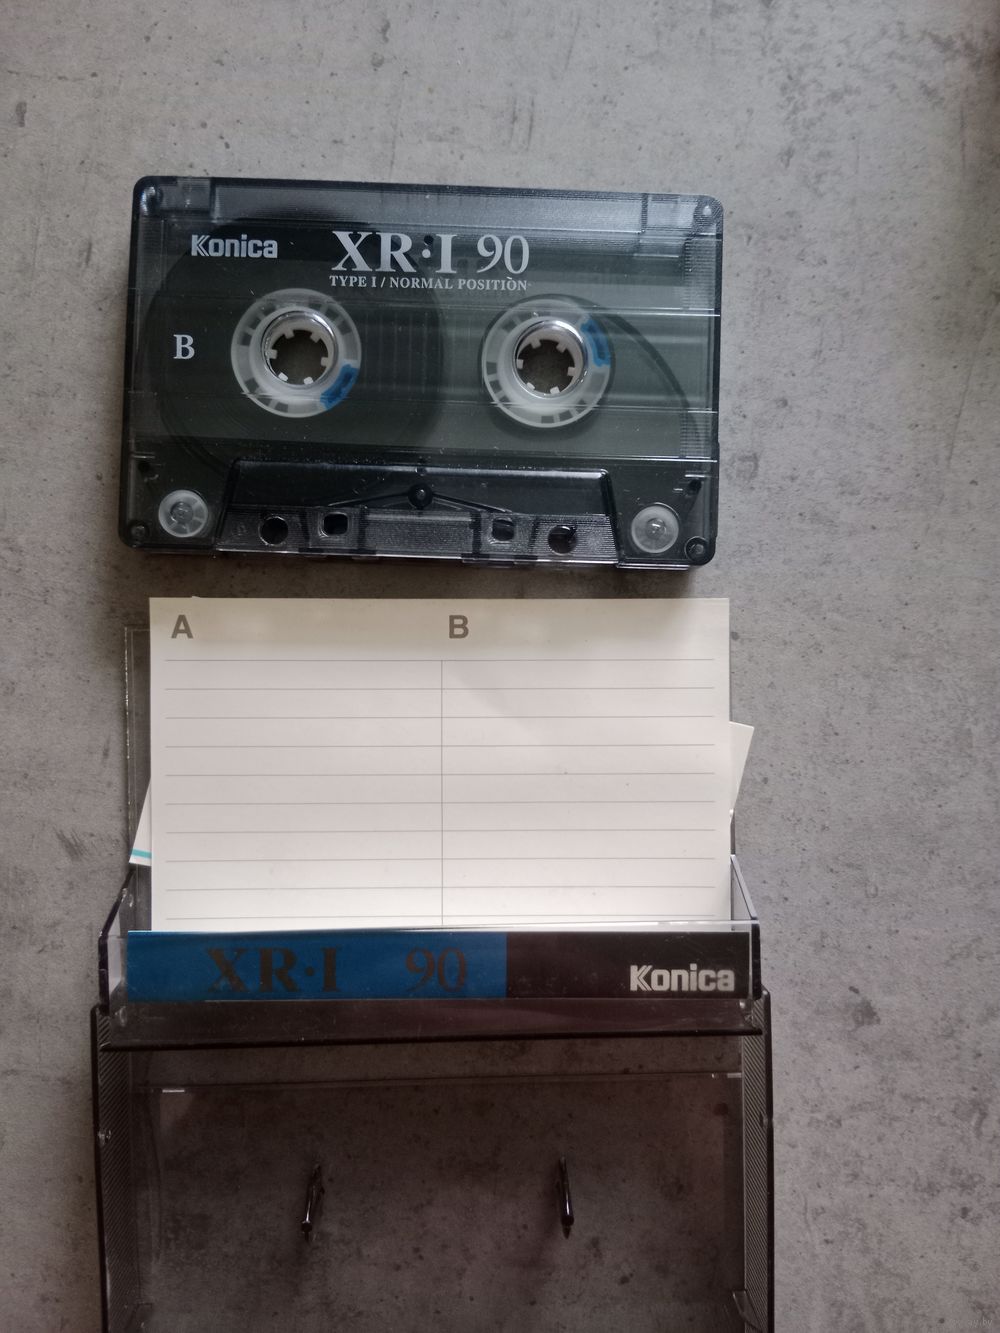 Konica
XR·I 90
TYPE I / NORMAL POSITION
B
A B
XR·I 90 Konica